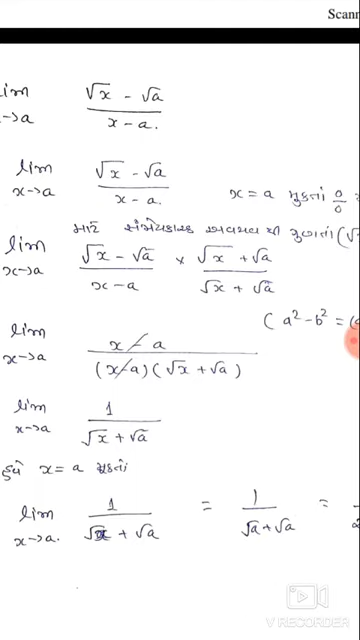 Scann
lim x→a √x - √a / x - a.
lim x→a √x - √a / x - a. x = a મુકતાં 0/0
માટે સંમેયકારક અવયવ થી ગુણતાં (√
lim x→a √x - √a / x - a × √x + √a / √x + √a
( a² - b² = (
lim x→a x - a / (x - a) ( √x + √a )
lim x→a 1 / √x + √a
હવે x = a મુકતાં
lim x→a. 1 / √x + √a = 1 / √a + √a =
V RECORDER